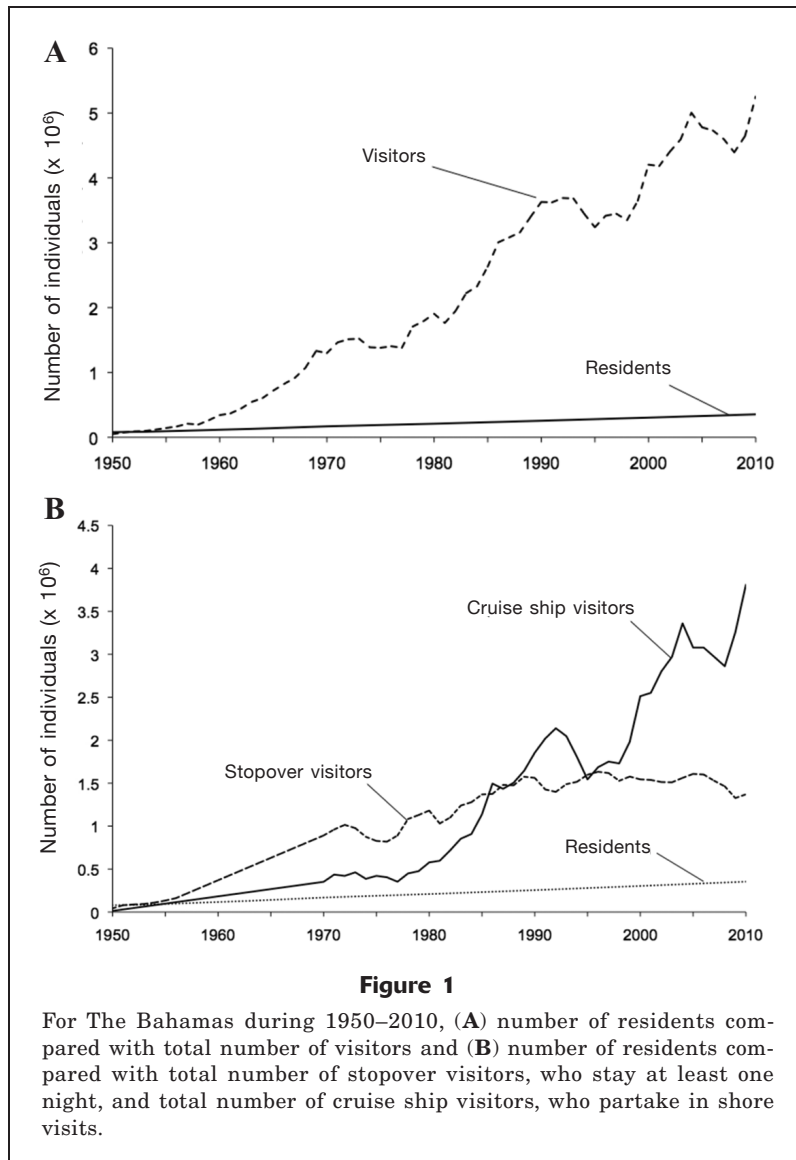 A
6
5
4
3
2
1
0
Number of individuals (x 10⁶)
Visitors
Residents
1950 1960 1970 1980 1990 2000 2010
B
4.5
4
3.5
3
2.5
2
1.5
1
0.5
0
Number of individuals (x 10⁶)
Cruise ship visitors
Stopover visitors
Residents
1950 1960 1970 1980 1990 2000 2010
Figure 1
For The Bahamas during 1950–2010, (A) number of residents com-
pared with total number of visitors and (B) number of residents com-
pared with total number of stopover visitors, who stay at least one
night, and total number of cruise ship visitors, who partake in shore
visits.